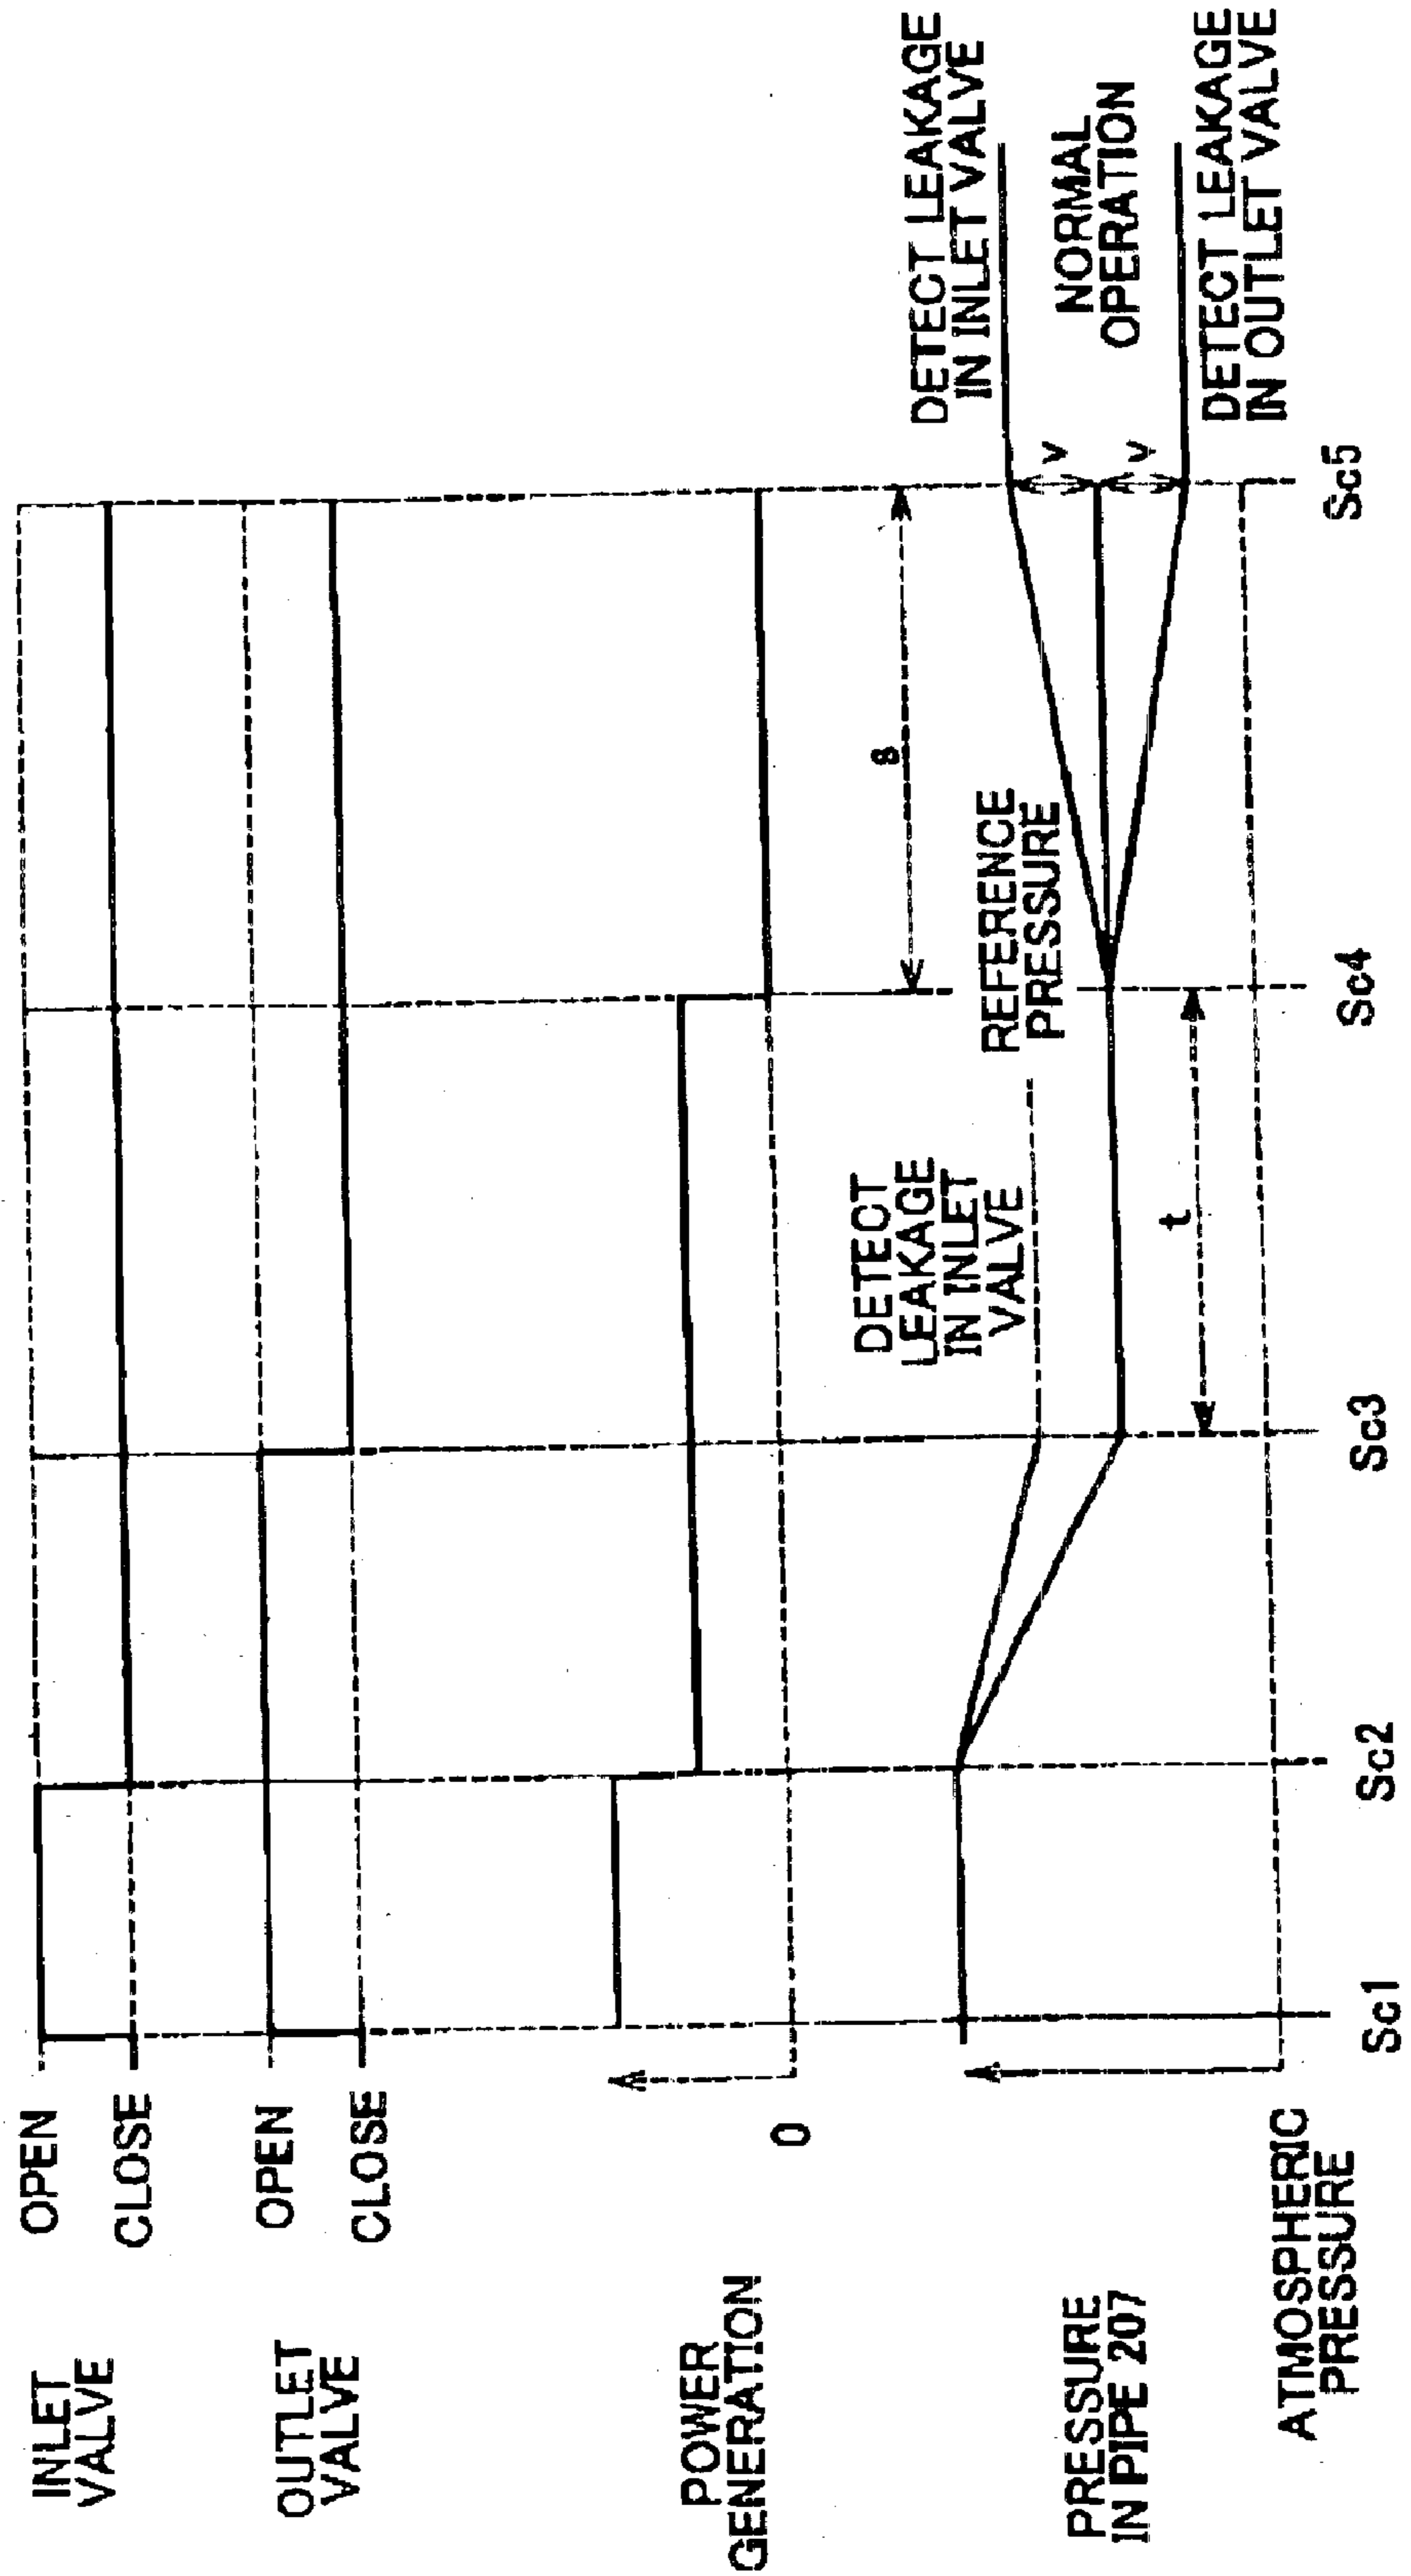 INLET
VALVE
OPEN
CLOSE
OUTLET
VALVE
OPEN
CLOSE
POWER
GENERATION
0
PRESSURE
IN PIPE 207
ATMOSPHERIC
PRESSURE
DETECT
LEAKAGE
IN INLET
VALVE
REFERENCE
PRESSURE
s
t
DETECT LEAKAGE
IN INLET VALVE
V
NORMAL
OPERATION
V
DETECT LEAKAGE
IN OUTLET VALVE
Sc1
Sc2
Sc3
Sc4
Sc5